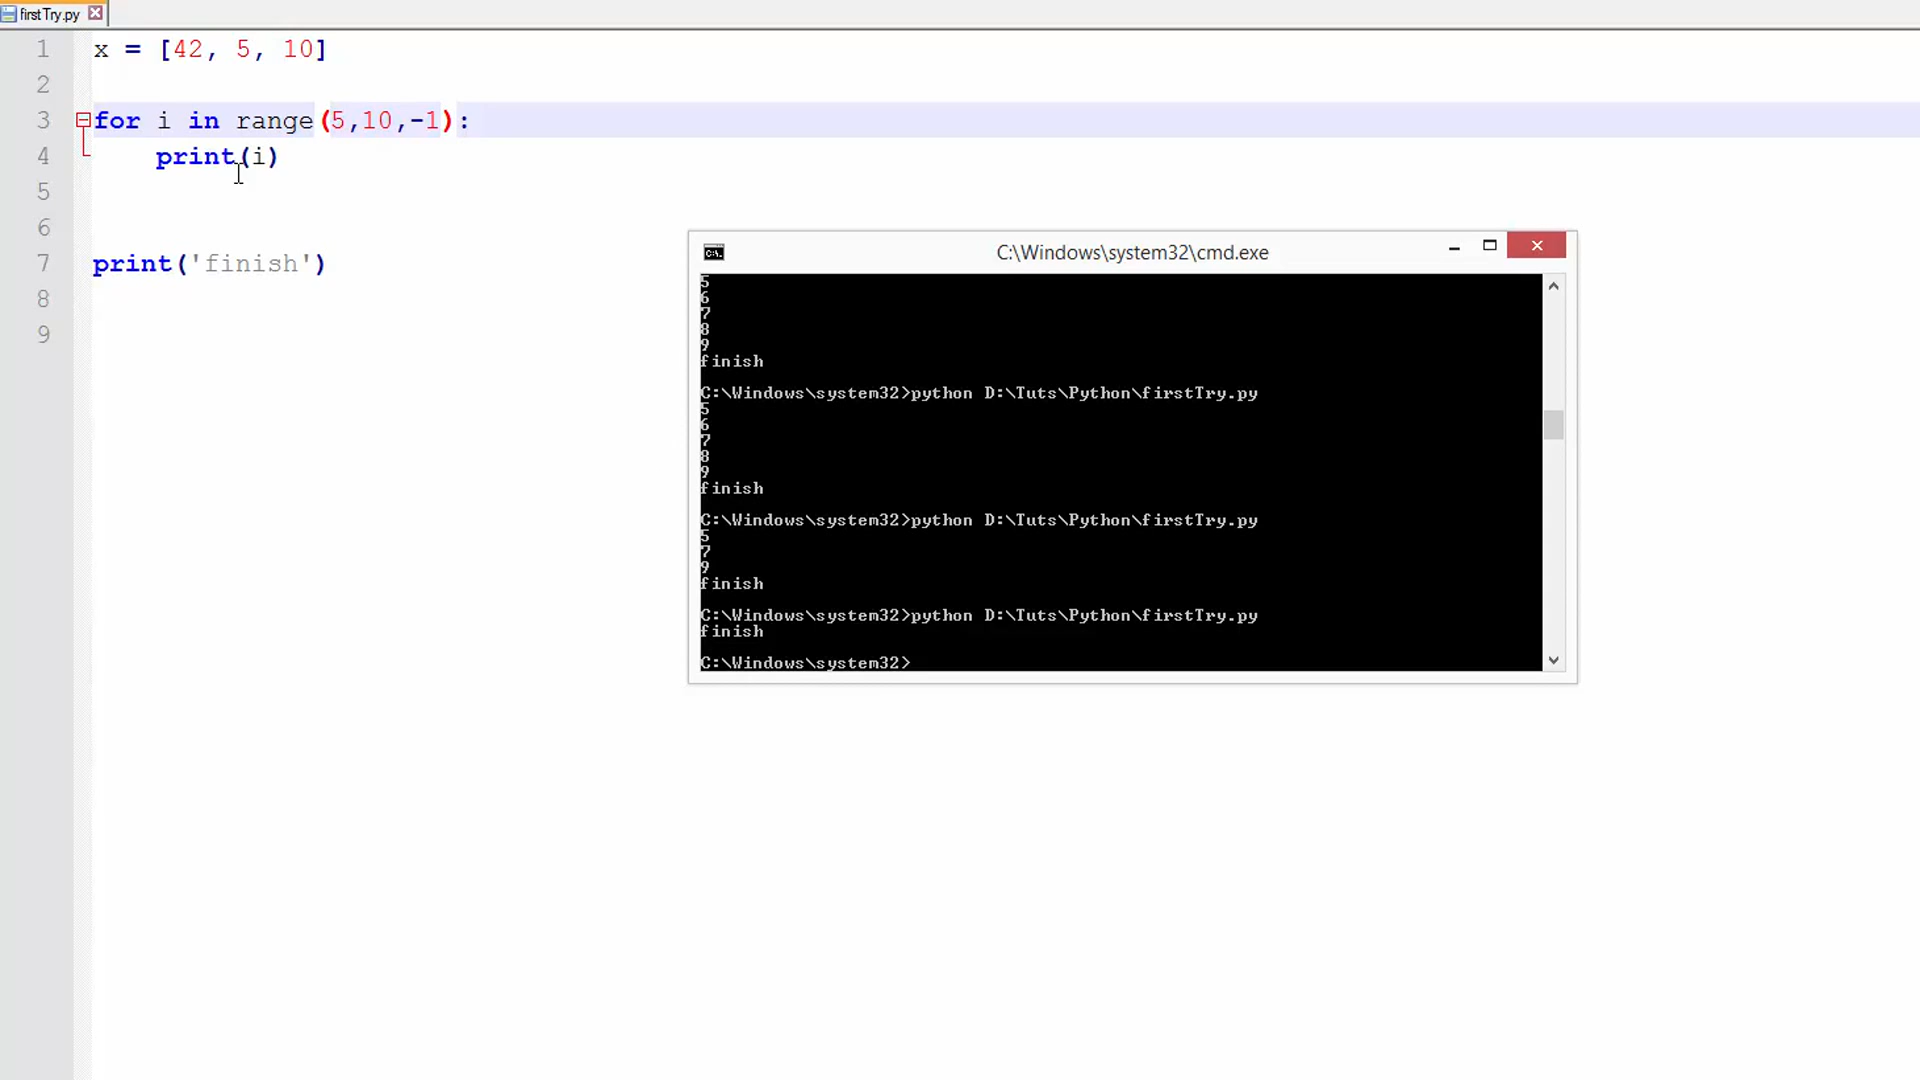 firstTry.py
1 x = [42, 5, 10]
2
3 for i in range(5,10,-1):
4     print(i)
5
6
7 print('finish')
8
9
C:\Windows\system32\cmd.exe
5
6
7
8
9
finish
C:\Windows\system32>python D:\Tuts\Python\firstTry.py
5
6
7
8
9
finish
C:\Windows\system32>python D:\Tuts\Python\firstTry.py
5
7
9
finish
C:\Windows\system32>python D:\Tuts\Python\firstTry.py
finish
C:\Windows\system32>